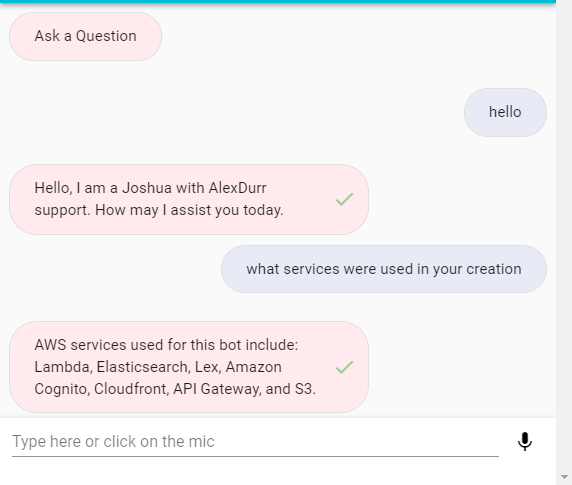 Ask a Question
hello
Hello, I am a Joshua with AlexDurr
support. How may I assist you today.
what services were used in your creation
AWS services used for this bot include:
Lambda, Elasticsearch, Lex, Amazon
Cognito, Cloudfront, API Gateway, and S3.
Type here or click on the mic